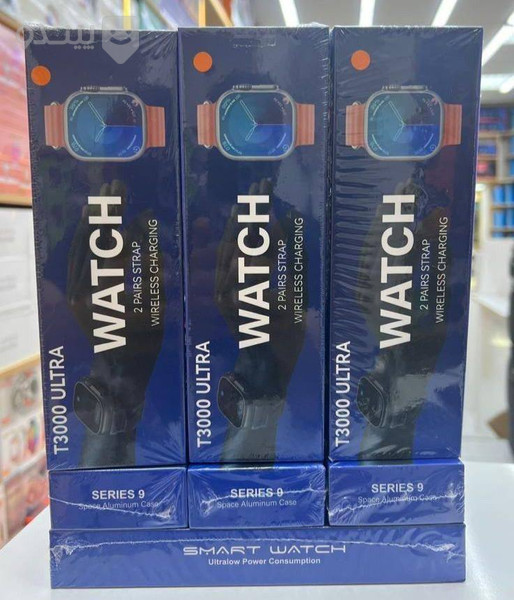 T3000 ULTRA
WATCH
2 PAIRS STRAP
WIRELESS CHARGING
T3000 ULTRA
WATCH
2 PAIRS STRAP
WIRELESS CHARGING
T3000 ULTRA
WATCH
2 PAIRS STRAP
WIRELESS CHARGING
SERIES 9
Space Aluminum Case
SERIES 9
Space Aluminum Case
SERIES 9
Space Aluminum Case
SMART WATCH
Ultralow Power Consumption